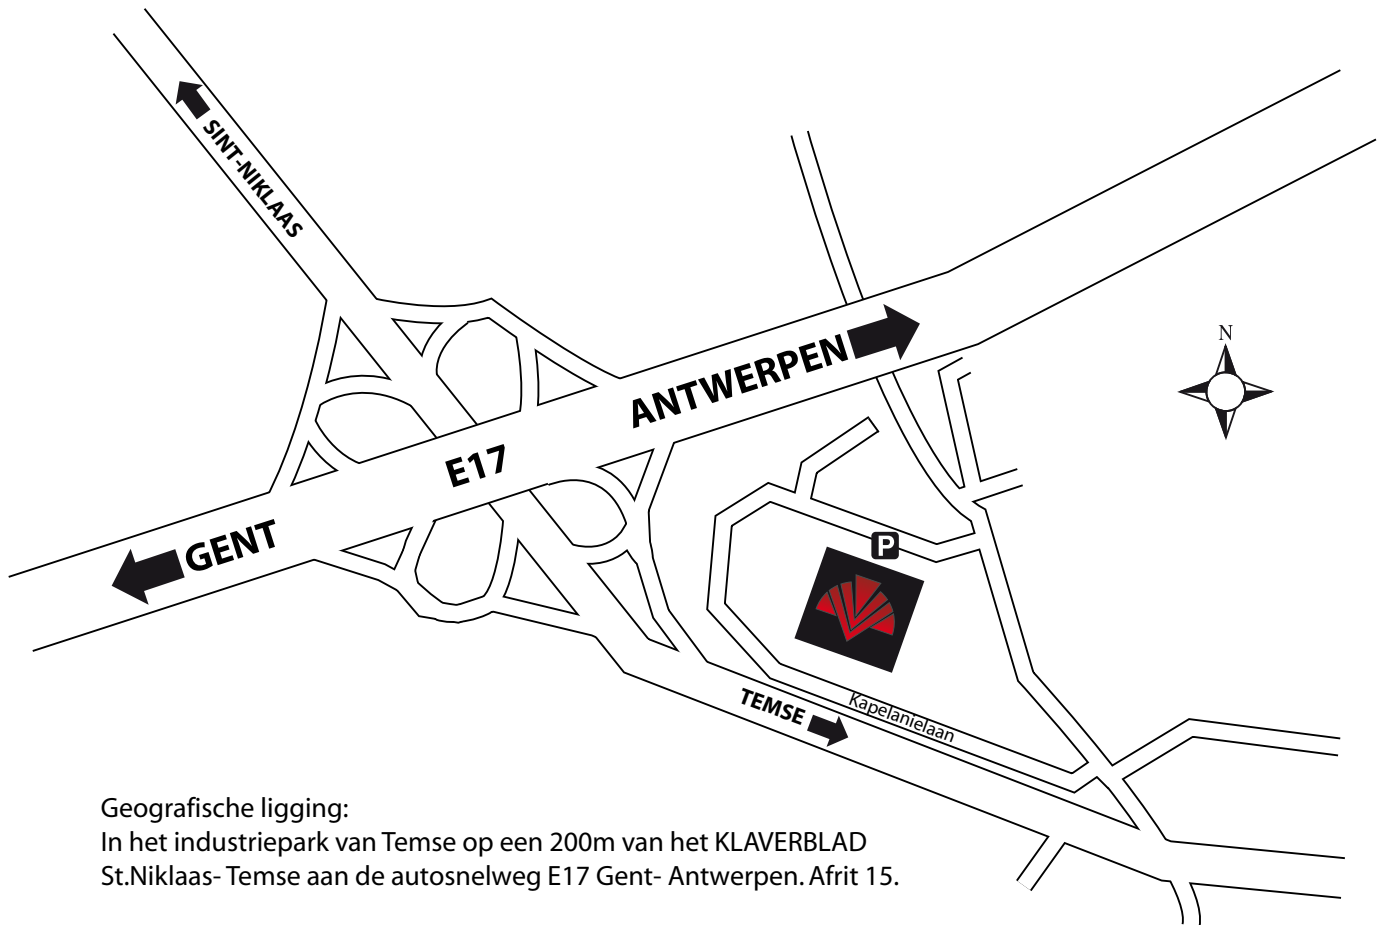 SINT-NIKLAAS
N
ANTWERPEN
E17
GENT
P
TEMSE
Kapelanielaan
Geografische ligging:
In het industriepark van Temse op een 200m van het KLAVERBLAD
St.Niklaas- Temse aan de autosnelweg E17 Gent- Antwerpen. Afrit 15.